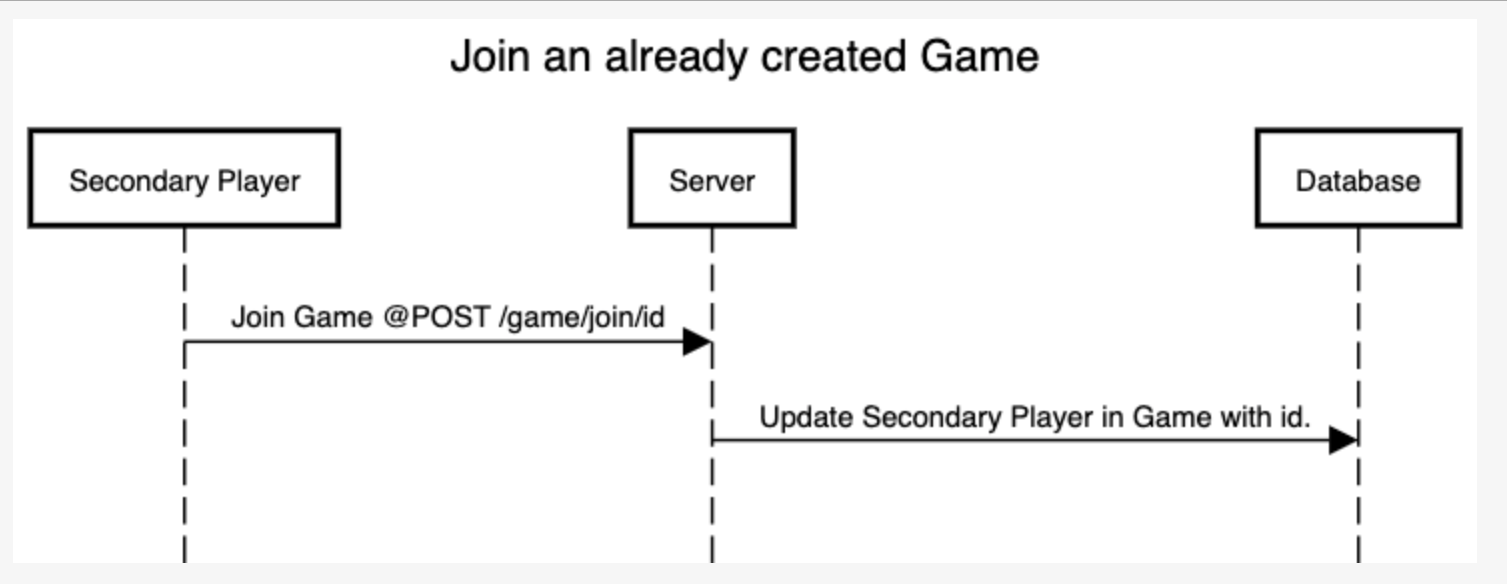 Join an already created Game
Secondary Player
Server
Database
Join Game @POST /game/join/id
Update Secondary Player in Game with id.